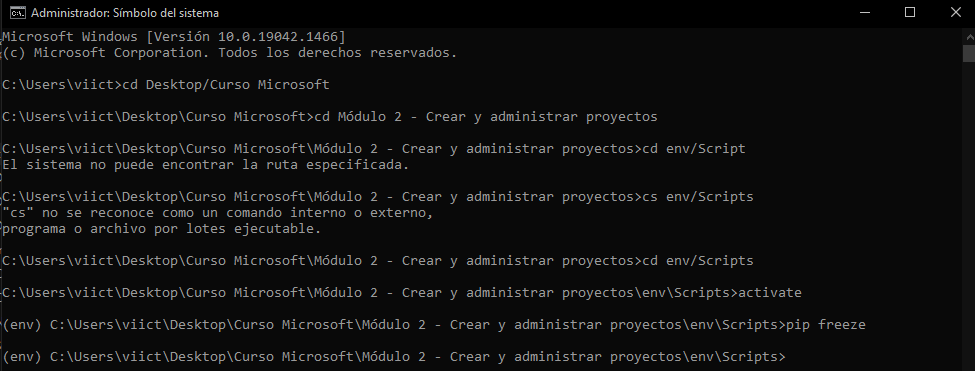 Administrador: Símbolo del sistema
Microsoft Windows [Versión 10.0.19042.1466]
(c) Microsoft Corporation. Todos los derechos reservados.
C:\Users\viict>cd Desktop/Curso Microsoft
C:\Users\viict\Desktop\Curso Microsoft>cd Módulo 2 - Crear y administrar proyectos
C:\Users\viict\Desktop\Curso Microsoft\Módulo 2 - Crear y administrar proyectos>cd env/Script
El sistema no puede encontrar la ruta especificada.
C:\Users\viict\Desktop\Curso Microsoft\Módulo 2 - Crear y administrar proyectos>cs env/Scripts
"cs" no se reconoce como un comando interno o externo,
programa o archivo por lotes ejecutable.
C:\Users\viict\Desktop\Curso Microsoft\Módulo 2 - Crear y administrar proyectos>cd env/Scripts
C:\Users\viict\Desktop\Curso Microsoft\Módulo 2 - Crear y administrar proyectos\env\Scripts>activate
(env) C:\Users\viict\Desktop\Curso Microsoft\Módulo 2 - Crear y administrar proyectos\env\Scripts>pip freeze
(env) C:\Users\viict\Desktop\Curso Microsoft\Módulo 2 - Crear y administrar proyectos\env\Scripts>